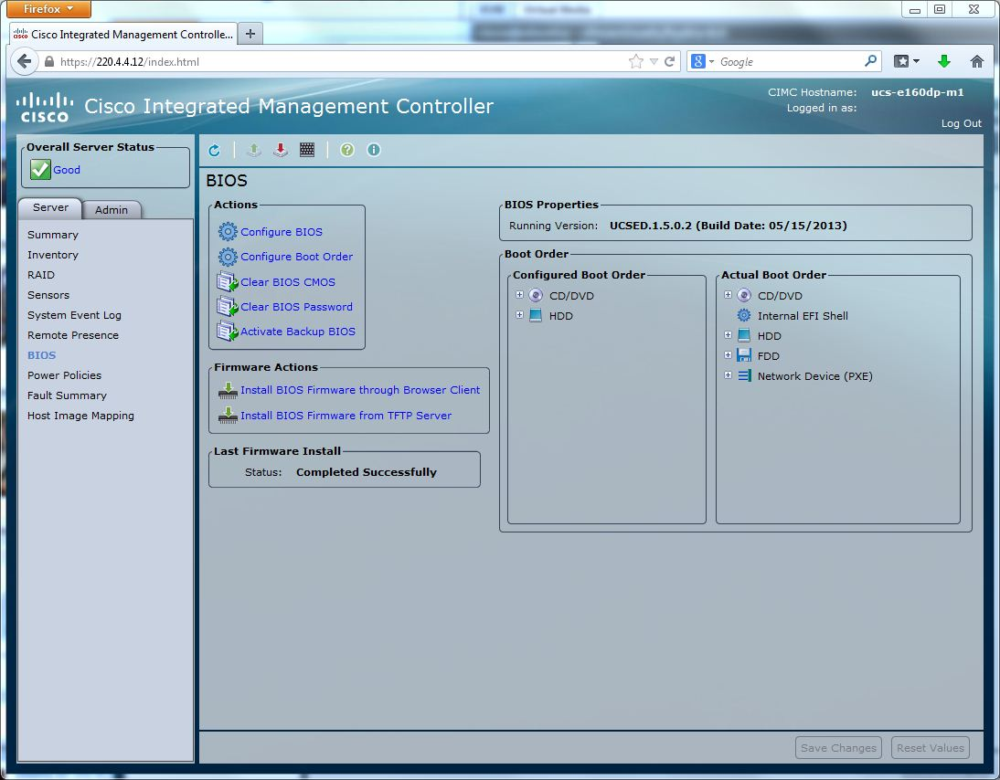 Firefox
Cisco Integrated Management Controlle...
https://220.4.4.12/index.html
Google
CISCO
Cisco Integrated Management Controller
CIMC Hostname: ucs-e160dp-m1
Logged in as:
Log Out
Overall Server Status
Good
Server
Admin
Summary
Inventory
RAID
Sensors
System Event Log
Remote Presence
BIOS
Power Policies
Fault Summary
Host Image Mapping
BIOS
Actions
Configure BIOS
Configure Boot Order
Clear BIOS CMOS
Clear BIOS Password
Activate Backup BIOS
Firmware Actions
Install BIOS Firmware through Browser Client
Install BIOS Firmware from TFTP Server
Last Firmware Install
Status: Completed Successfully
BIOS Properties
Running Version: UCSED.1.5.0.2 (Build Date: 05/15/2013)
Boot Order
Configured Boot Order
CD/DVD
HDD
Actual Boot Order
CD/DVD
Internal EFI Shell
HDD
FDD
Network Device (PXE)
Save Changes
Reset Values